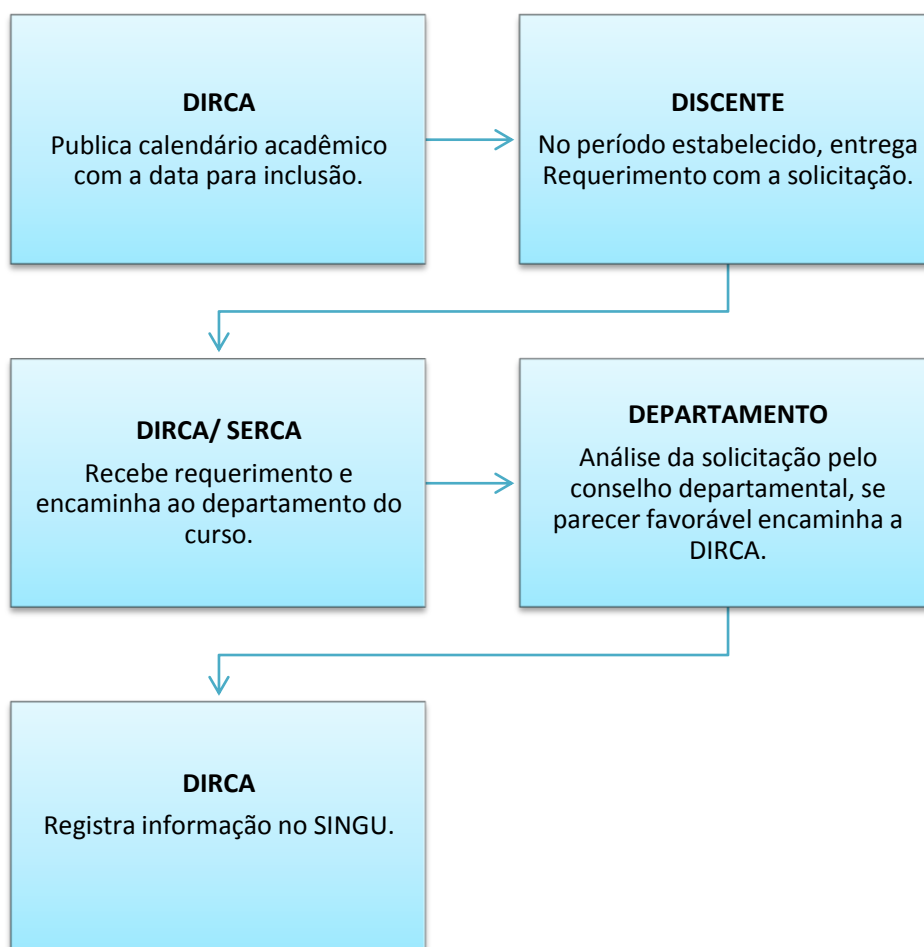 DIRCA
Publica calendário acadêmico
com a data para inclusão.
DISCENTE
No período estabelecido, entrega
Requerimento com a solicitação.
DIRCA/ SERCA
Recebe requerimento e
encaminha ao departamento do
curso.
DEPARTAMENTO
Análise da solicitação pelo
conselho departamental, se
parecer favorável encaminha a
DIRCA.
DIRCA
Registra informação no SINGU.